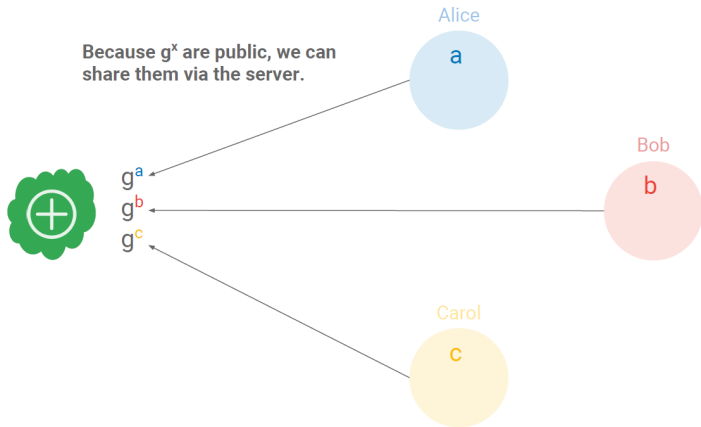 Alice
Because gˣ are public, we can
share them via the server.
a
Bob
gᵃ
b
gᵇ
gᶜ
Carol
c